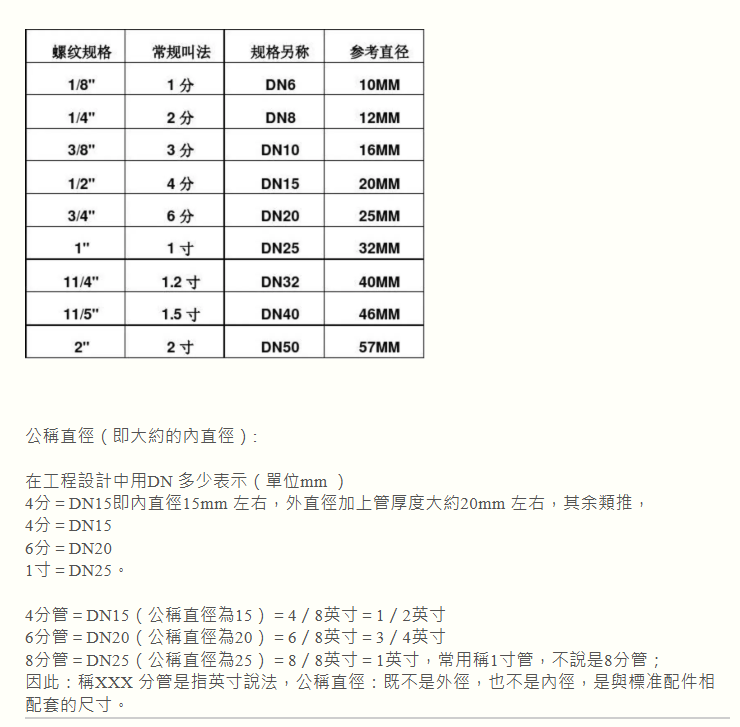 螺纹规格 常规叫法 规格另称 参考直径
1/8" 1 分 DN6 10MM
1/4" 2 分 DN8 12MM
3/8" 3 分 DN10 16MM
1/2" 4 分 DN15 20MM
3/4" 6 分 DN20 25MM
1" 1 寸 DN25 32MM
11/4" 1.2 寸 DN32 40MM
11/5" 1.5 寸 DN40 46MM
2" 2 寸 DN50 57MM
公稱直徑（即大約的內直徑）:
在工程設計中用DN 多少表示（單位mm ）
4分＝DN15即內直徑15mm 左右，外直徑加上管厚度大約20mm 左右，其余類推，
4分＝DN15
6分＝DN20
1寸＝DN25。
4分管＝DN15（公稱直徑為15）＝4／8英寸＝1／2英寸
6分管＝DN20（公稱直徑為20）＝6／8英寸＝3／4英寸
8分管＝DN25（公稱直徑為25）＝8／8英寸＝1英寸，常用稱1寸管，不說是8分管；
因此：稱XXX 分管是指英寸說法，公稱直徑：既不是外徑，也不是內徑，是與標准配件相
配套的尺寸。